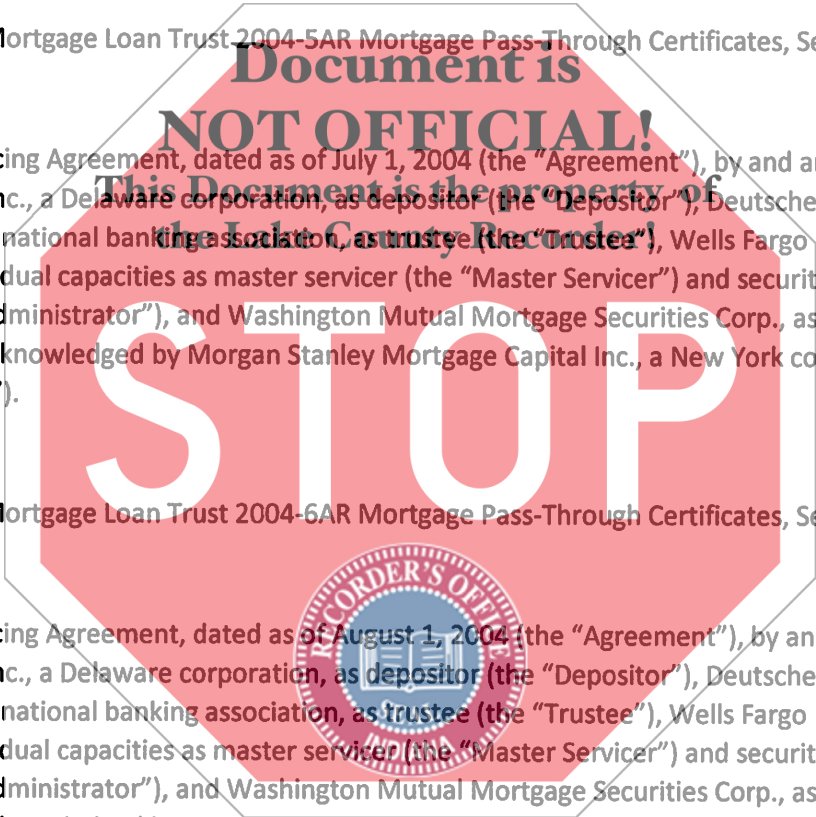 Mortgage Loan Trust 2004-5AR Mortgage Pass-Through Certificates, Se
Document is
NOT OFFICIAL!
cing Agreement, dated as of July 1, 2004 (the “Agreement”), by and a
This Document is the property of
nc., a Delaware corporation, as depositor (the “Depositor”), Deutsche
the Lake County Recorder!
national banking association, as trustee (the “Trustee”), Wells Fargo
dual capacities as master servicer (the “Master Servicer”) and securit
dministrator”), and Washington Mutual Mortgage Securities Corp., as
knowledged by Morgan Stanley Mortgage Capital Inc., a New York co
”).
STOP
Mortgage Loan Trust 2004-6AR Mortgage Pass-Through Certificates, Se
RECORDER'S OFFICE
cing Agreement, dated as of August 1, 2004 (the “Agreement”), by an
nc., a Delaware corporation, as depositor (the “Depositor”), Deutsche
national banking association, as trustee (the “Trustee”), Wells Fargo
dual capacities as master servicer (the “Master Servicer”) and securit
INDIANA
dministrator”), and Washington Mutual Mortgage Securities Corp., as